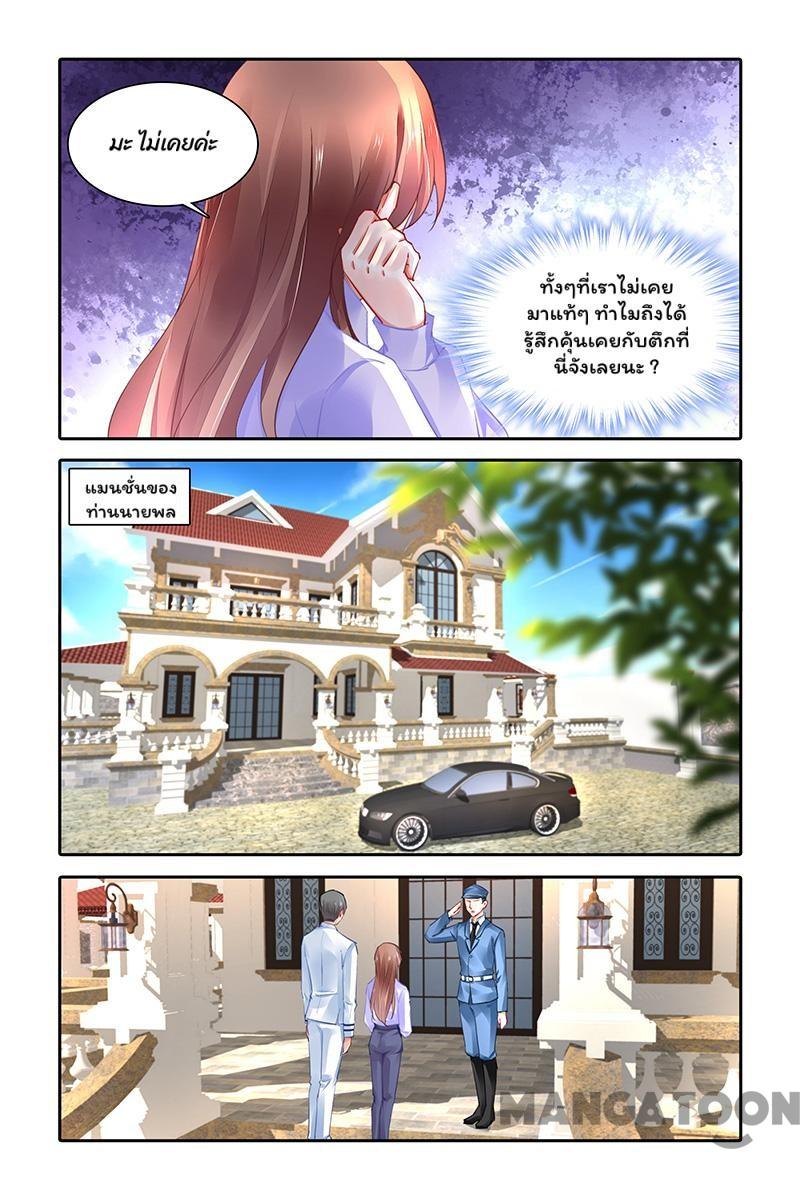 มะ ไม่เคยค่ะ
ทั้งๆที่เราไม่เคย
มาแท้ๆ ทำไมถึงได้
รู้สึกคุ้นเคยกับตึกที่
นี่จังเลยนะ ?
แมนชั่นของ
ท่านนายพล
MANGATOON